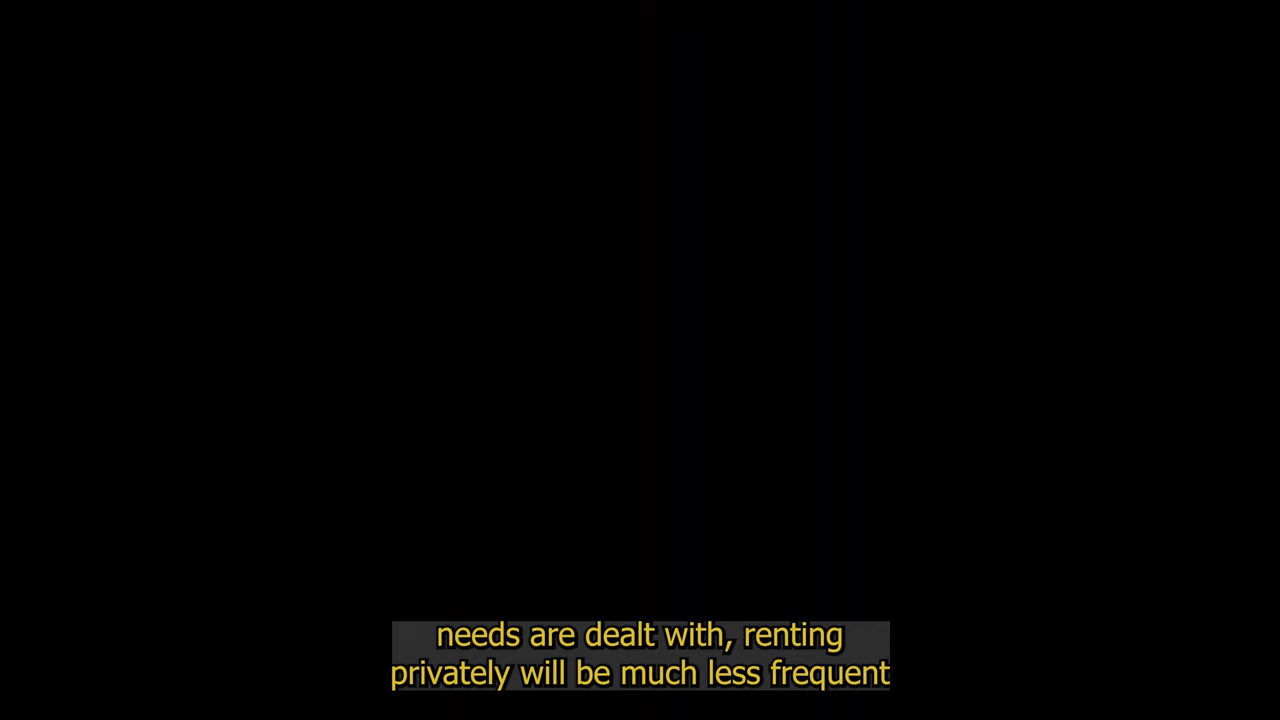 needs are dealt with, renting
privately will be much less frequent